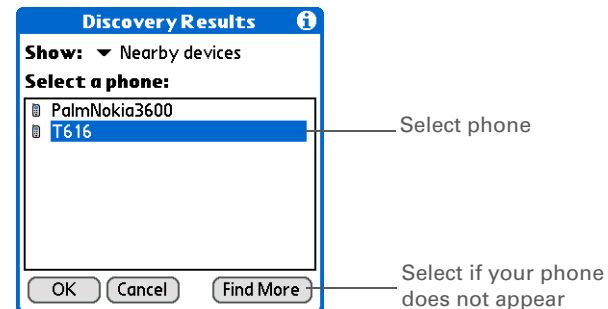 Discovery Results
Show: Nearby devices
Select a phone:
PalmNokia3600
T616
Select phone
OK Cancel Find More
Select if your phone
does not appear